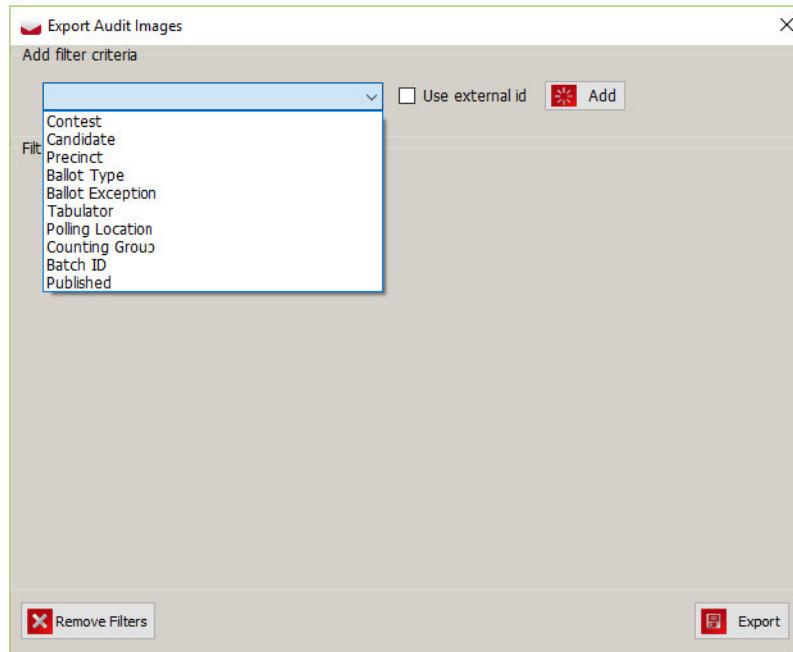 Export Audit Images
Add filter criteria
Use external id
Add
Filt
Contest
Candidate
Precinct
Ballot Type
Ballot Exception
Tabulator
Polling Location
Counting Group
Batch ID
Published
Remove Filters
Export